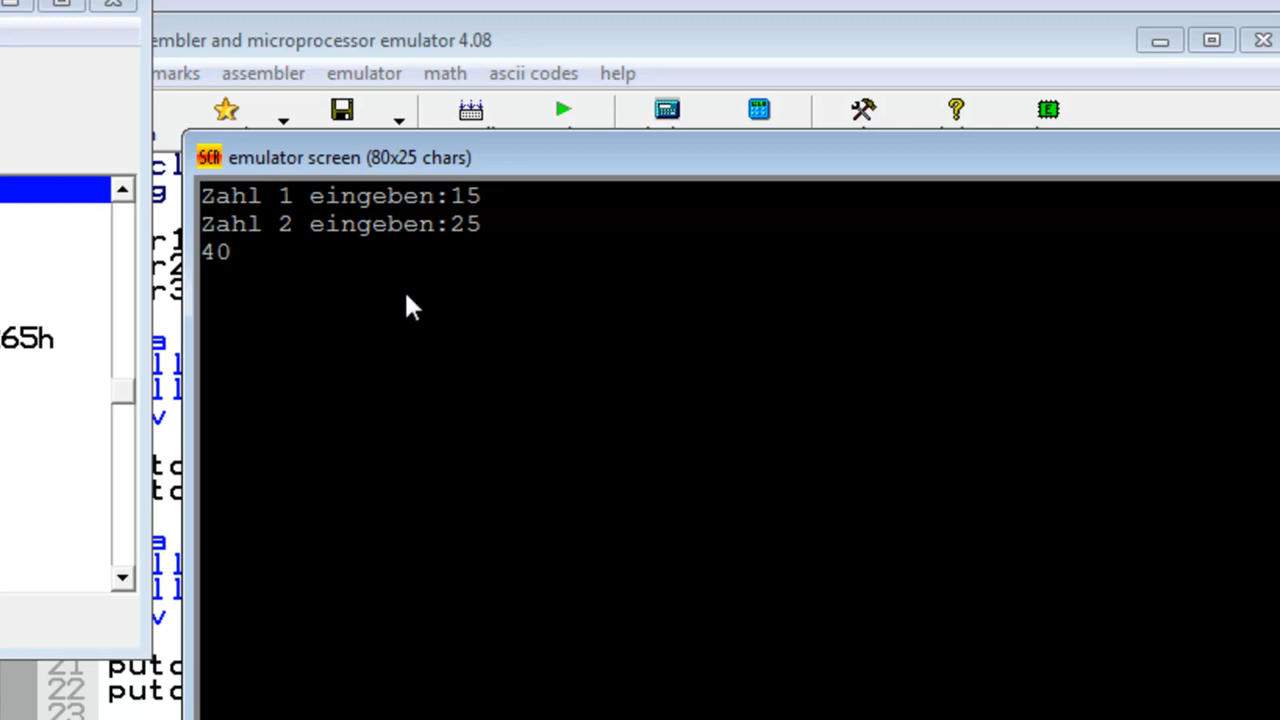 embler and microprocessor emulator 4.08
marks assembler emulator math ascii codes help
SCR emulator screen (80x25 chars)
Zahl 1 eingeben:15
Zahl 2 eingeben:25
40
65h
21 putc
22 putc
23